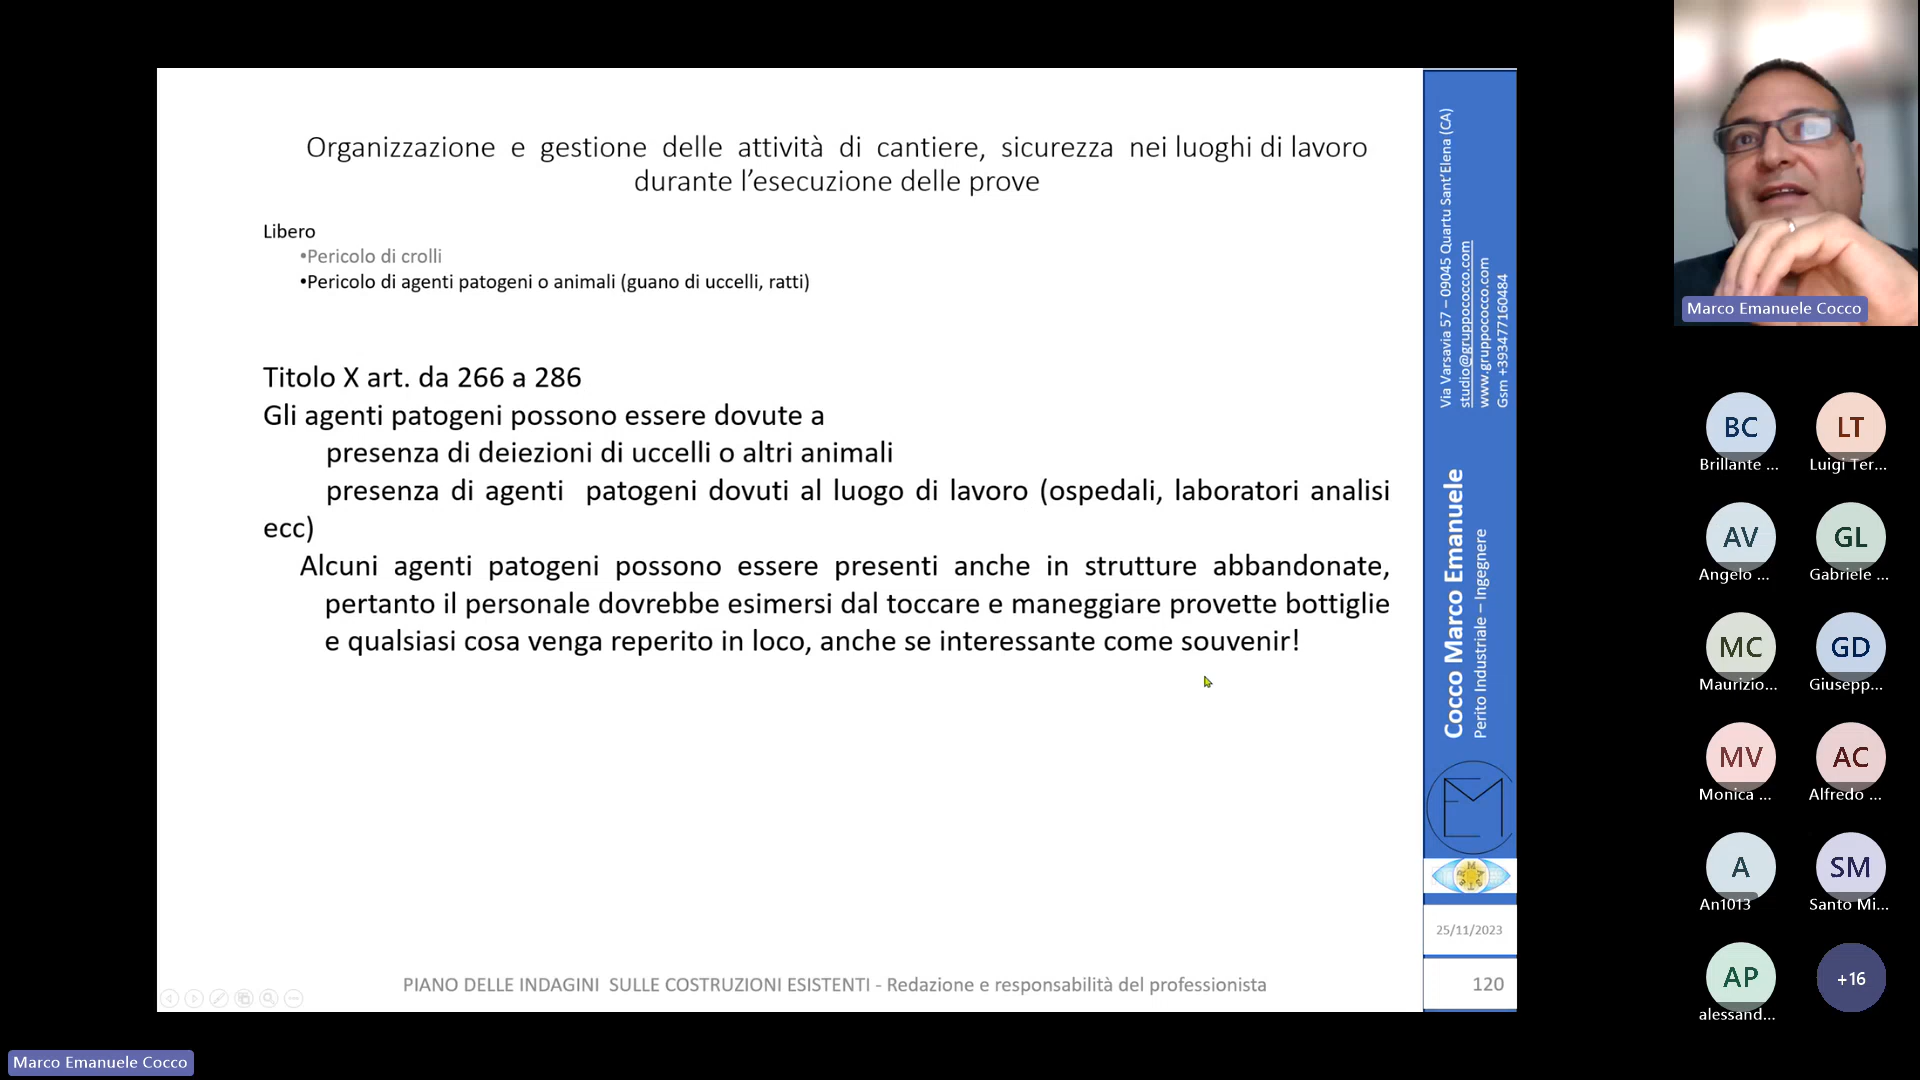 Organizzazione e gestione delle attività di cantiere, sicurezza nei luoghi di lavoro
durante l’esecuzione delle prove
Libero
•Pericolo di crolli
•Pericolo di agenti patogeni o animali (guano di uccelli, ratti)
Titolo X art. da 266 a 286
Gli agenti patogeni possono essere dovute a
presenza di deiezioni di uccelli o altri animali
presenza di agenti patogeni dovuti al luogo di lavoro (ospedali, laboratori analisi
ecc)
Alcuni agenti patogeni possono essere presenti anche in strutture abbandonate,
pertanto il personale dovrebbe esimersi dal toccare e maneggiare provette bottiglie
e qualsiasi cosa venga reperito in loco, anche se interessante come souvenir!
PIANO DELLE INDAGINI SULLE COSTRUZIONI ESISTENTI - Redazione e responsabilità del professionista
Via Varsavia 57 – 09045 Quartu Sant’Elena (CA)
studio@gruppococco.com
www.gruppococco.com
Gsm +393477160484
Cocco Marco Emanuele
Perito Industriale – Ingegnere
25/11/2023
120
Marco Emanuele Cocco
BC
Brillante ...
LT
Luigi Ter...
AV
Angelo ...
GL
Gabriele ...
MC
Maurizio...
GD
Giusepp...
MV
Monica ...
AC
Alfredo ...
A
An1013
SM
Santo Mi...
AP
alessand...
+16
Marco Emanuele Cocco